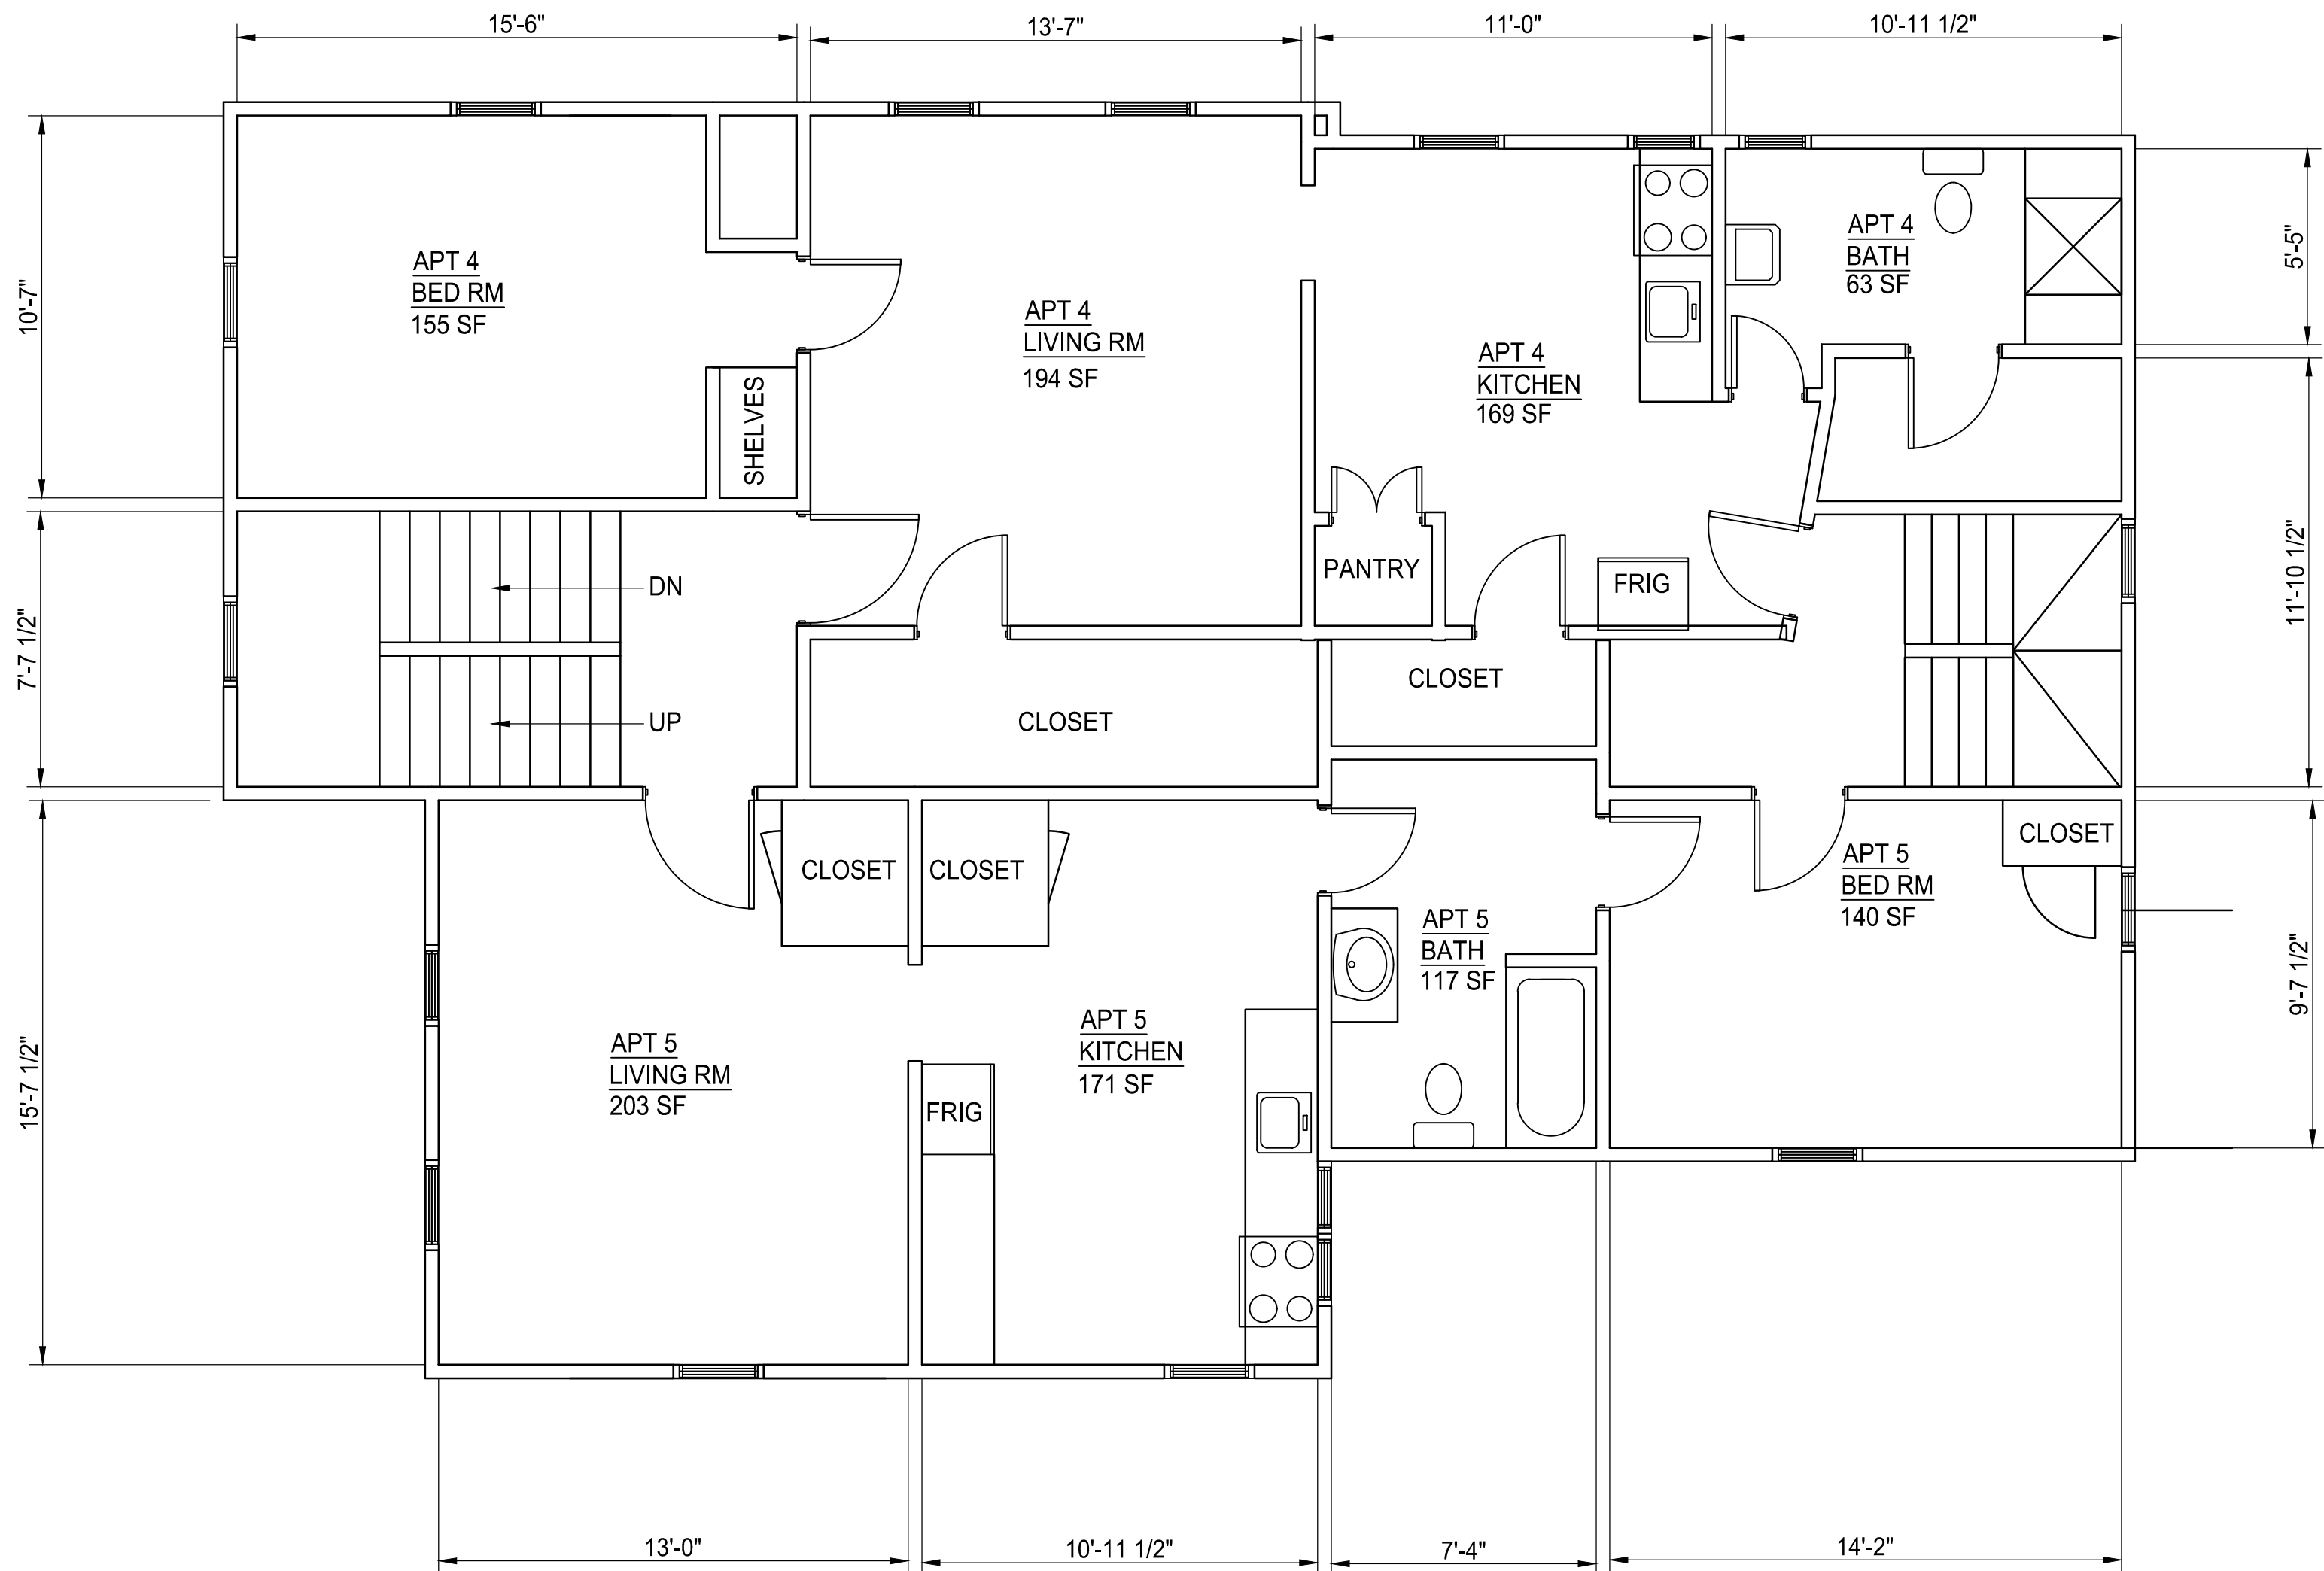 15'-6"
13'-7"
11'-0"
10'-11 1/2"
10'-7"
7'-7 1/2"
15'-7 1/2"
5'-5"
11'-10 1/2"
9'-7 1/2"
APT 4
BED RM
155 SF
SHELVES
APT 4
LIVING RM
194 SF
APT 4
KITCHEN
169 SF
APT 4
BATH
63 SF
PANTRY
FRIG
DN
UP
CLOSET
CLOSET
CLOSET
CLOSET
CLOSET
APT 5
LIVING RM
203 SF
APT 5
KITCHEN
171 SF
FRIG
APT 5
BATH
117 SF
APT 5
BED RM
140 SF
13'-0"
10'-11 1/2"
7'-4"
14'-2"